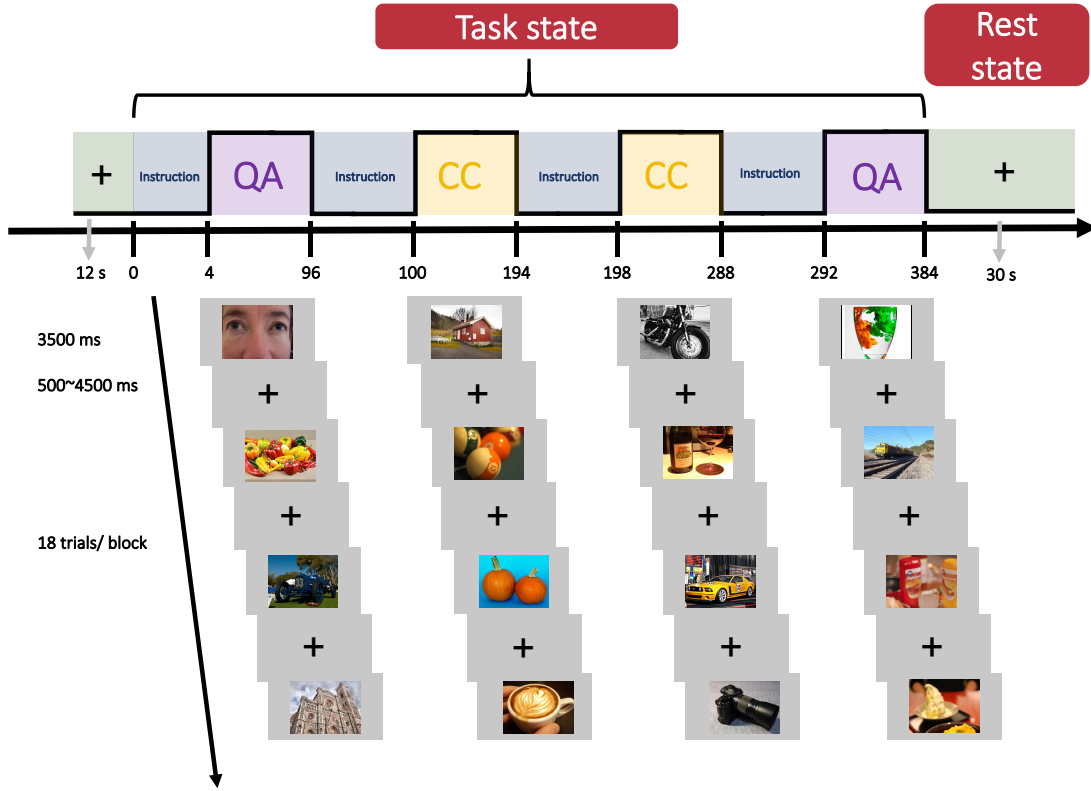 Task state
Rest
state
+ Instruction QA Instruction CC Instruction CC Instruction QA +
12 s 0 4 96 100 194 198 288 292 384 30 s
3500 ms
500~4500 ms
+ + + +
+ + + +
18 trials/ block
+ + + +